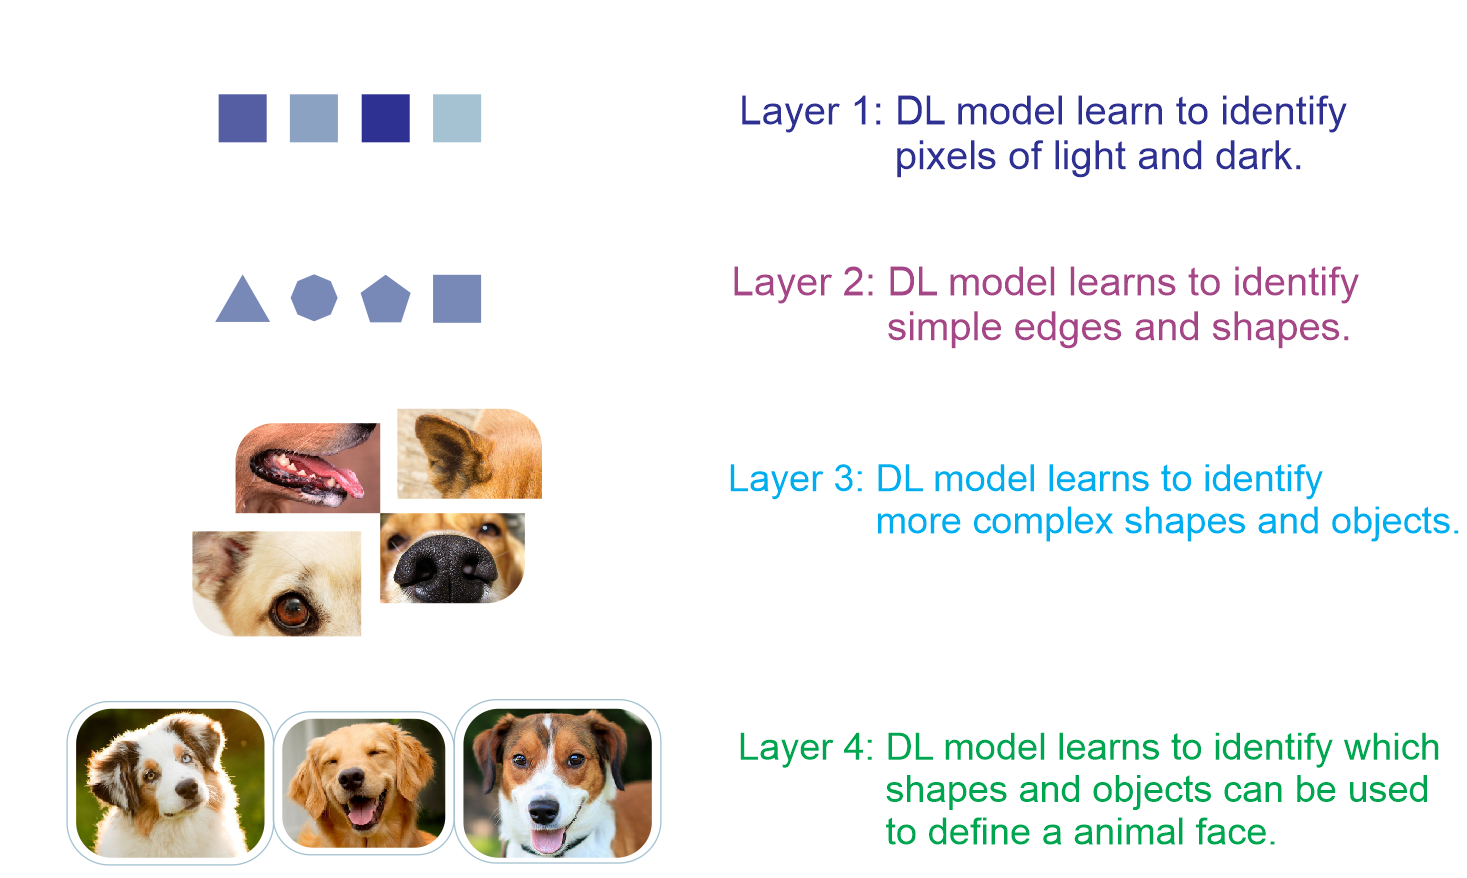 Layer 1: DL model learn to identify
pixels of light and dark.
Layer 2: DL model learns to identify
simple edges and shapes.
Layer 3: DL model learns to identify
more complex shapes and objects.
Layer 4: DL model learns to identify which
shapes and objects can be used
to define a animal face.